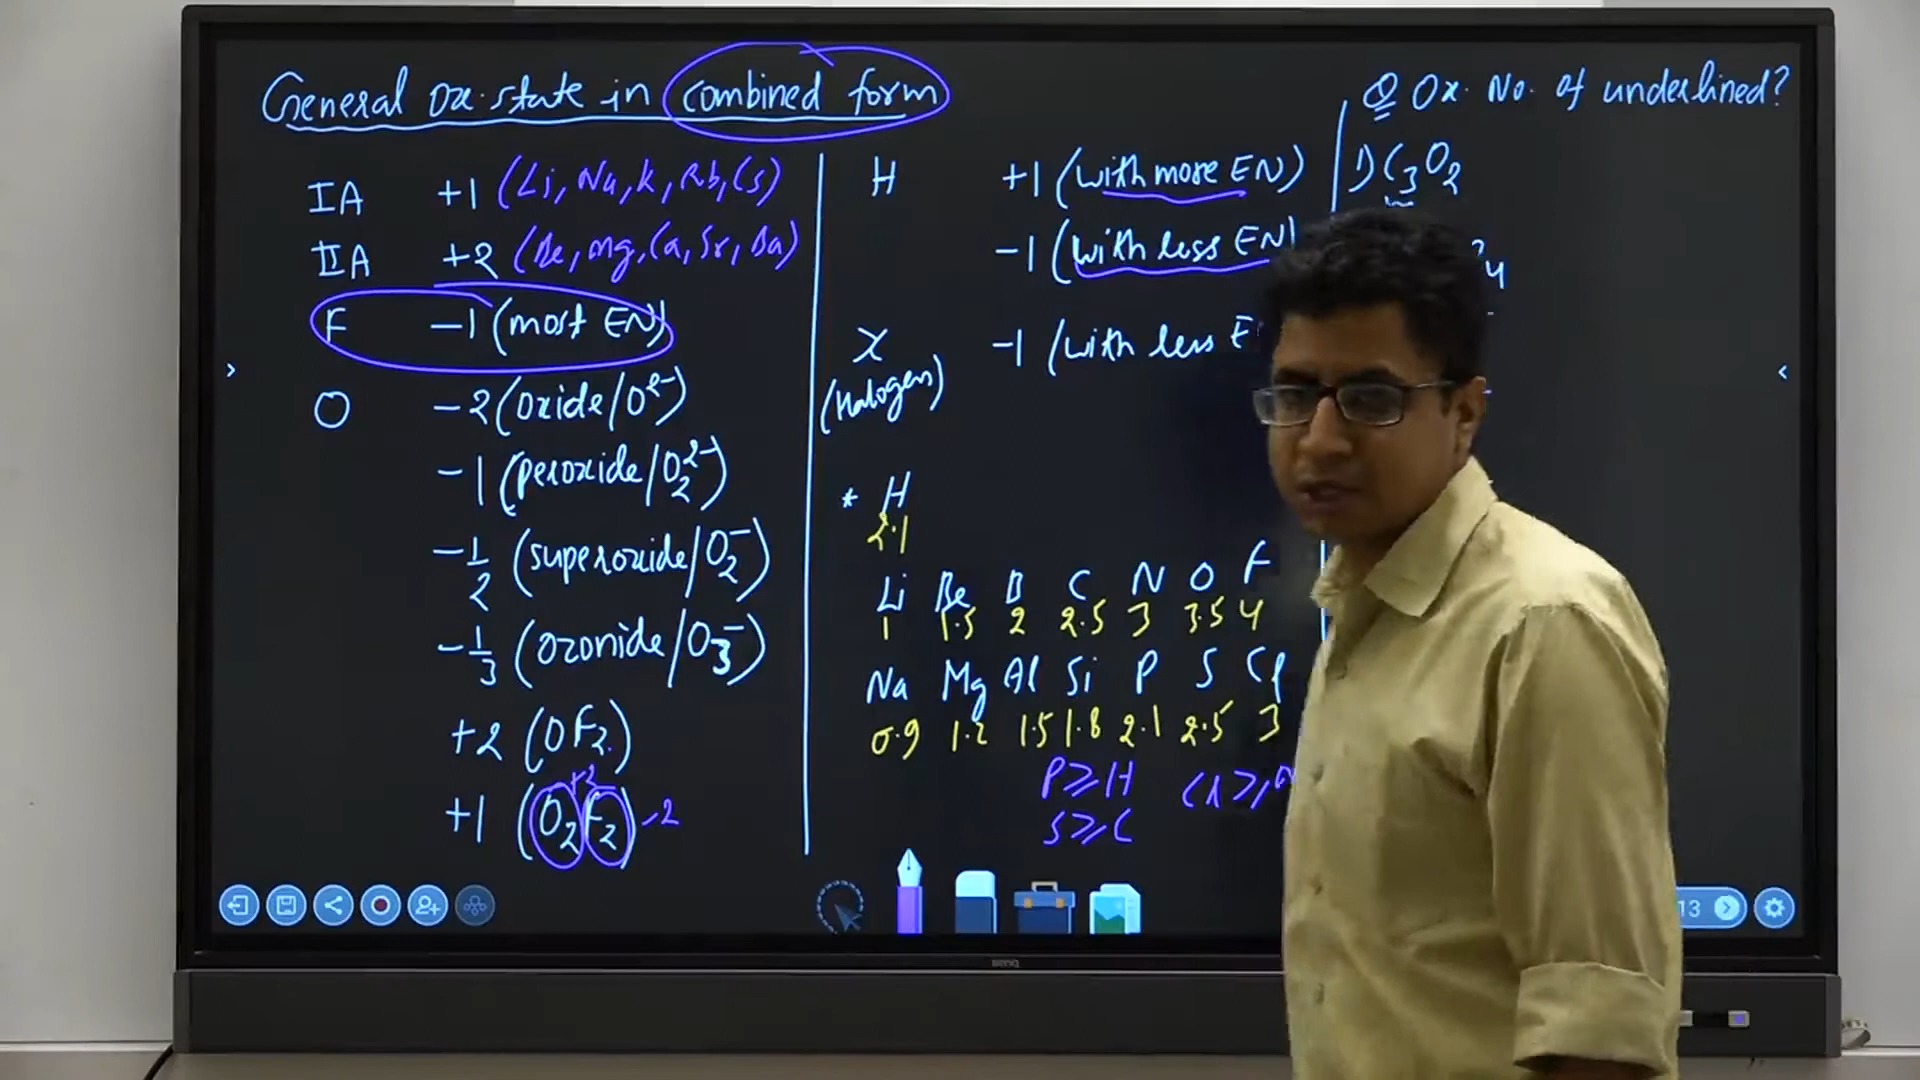 General ox. state in combined form
IA +1 (Li, Na, K, Rb, Cs)
IIA +2 (Be, Mg, Ca, Sr, Ba)
F -1 (most EN)
O -2 (oxide/O²⁻)
-1 (peroxide/O₂²⁻)
-1/2 (superoxide/O₂⁻)
-1/3 (ozonide/O₃⁻)
+2 (OF₂)
+2
+1 (O₂F₂) -2
H +1 (with more EN)
-1 (with less EN)
X -1 (with less
(Halogen)
* H
2.1
Li Be B C N O F
1 1.5 2 2.5 3 3.5 4
Na Mg Al Si P S Cl
0.9 1.2 1.5 1.8 2.1 2.5 3
P ⩾ H
S ⩾ C
Q Ox. No. of underlined?
1) C₃O₂
4
13